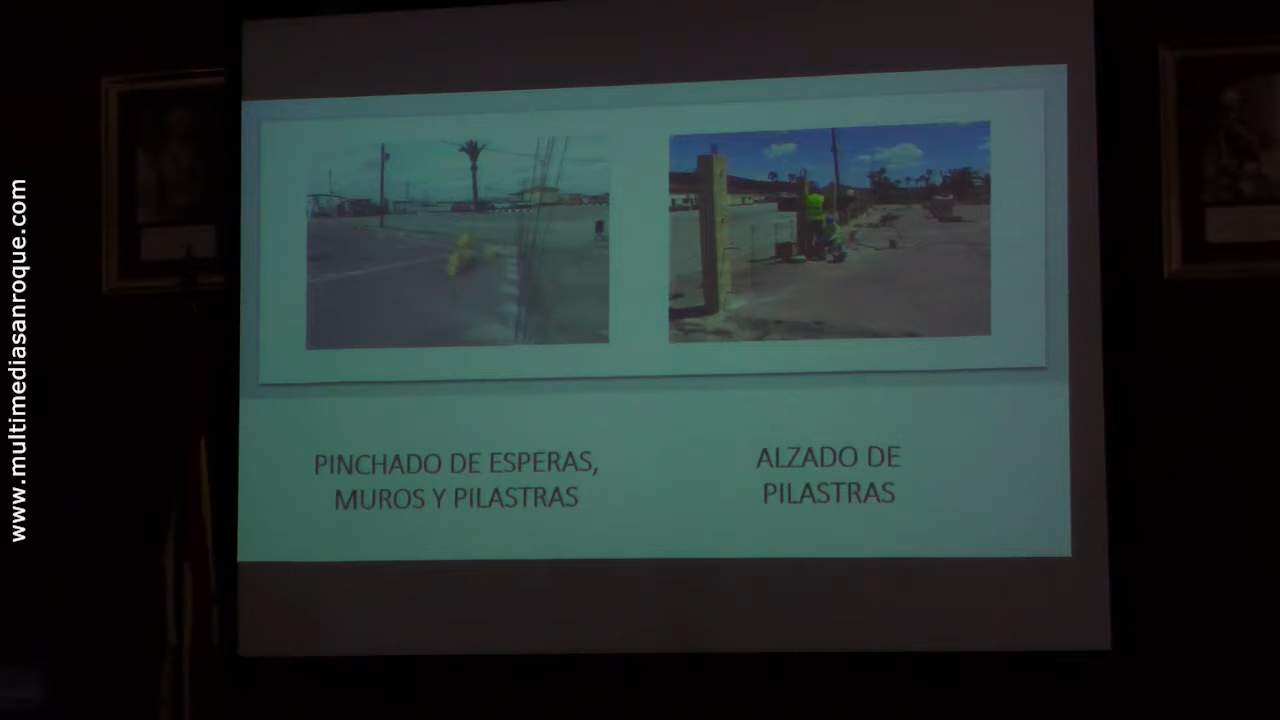 www.multimediasanroque.com
PINCHADO DE ESPERAS,
MUROS Y PILASTRAS
ALZADO DE
PILASTRAS